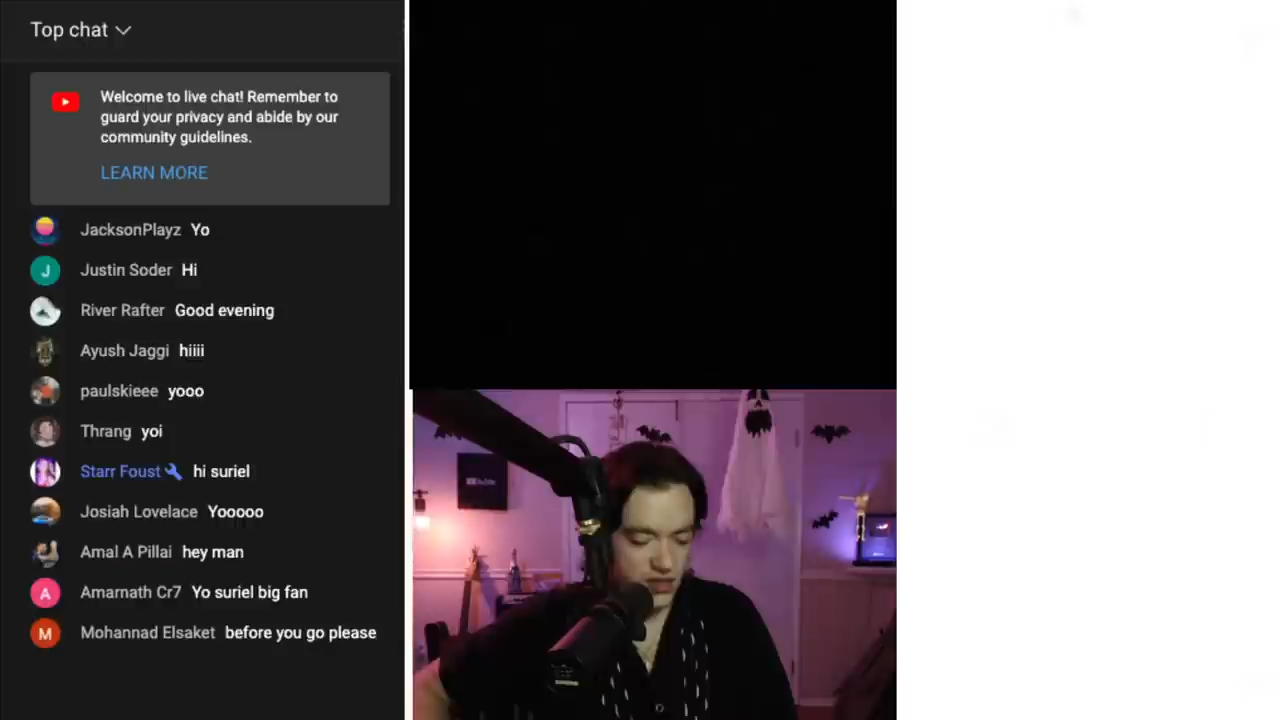 Top chat
Welcome to live chat! Remember to
guard your privacy and abide by our
community guidelines.
LEARN MORE
JacksonPlayz Yo
J Justin Soder Hi
River Rafter Good evening
Ayush Jaggi hiiii
paulskieee yooo
Thrang yoi
Starr Foust hi suriel
Josiah Lovelace Yooooo
Amal A Pillai hey man
A Amarnath Cr7 Yo suriel big fan
M Mohannad Elsaket before you go please